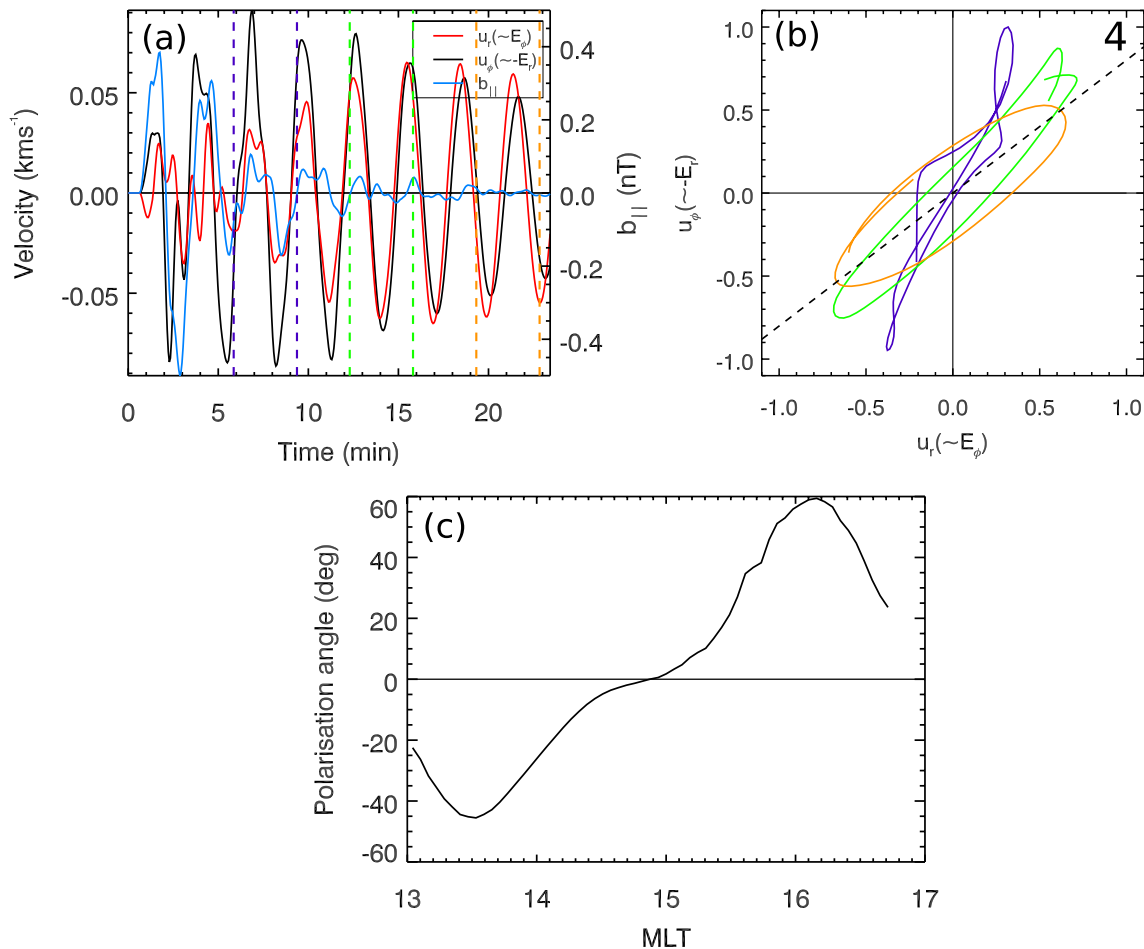 (a)
u_r(~E_ϕ)
u_ϕ(~-E_r)
b_||
0.05
0.00
-0.05
Velocity (kms⁻¹)
0.4
0.2
0.0
-0.2
-0.4
b_|| (nT)
0 5 10 15 20
Time (min)
(b)
4
1.0
0.5
0.0
-0.5
-1.0
u_ϕ(~-E_r)
-1.0 -0.5 0.0 0.5 1.0
u_r(~E_ϕ)
(c)
60
40
20
0
-20
-40
-60
Polarisation angle (deg)
13 14 15 16 17
MLT